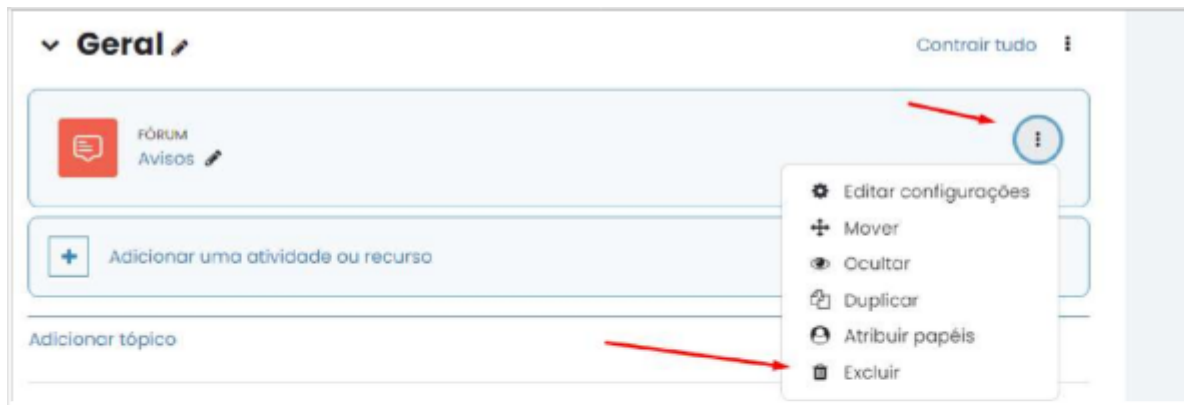 Geral
Contrair tudo
FÓRUM
Avisos
Editar configurações
Mover
Adicionar uma atividade ou recurso
Ocultar
Duplicar
Adicionar tópico
Atribuir papéis
Excluir